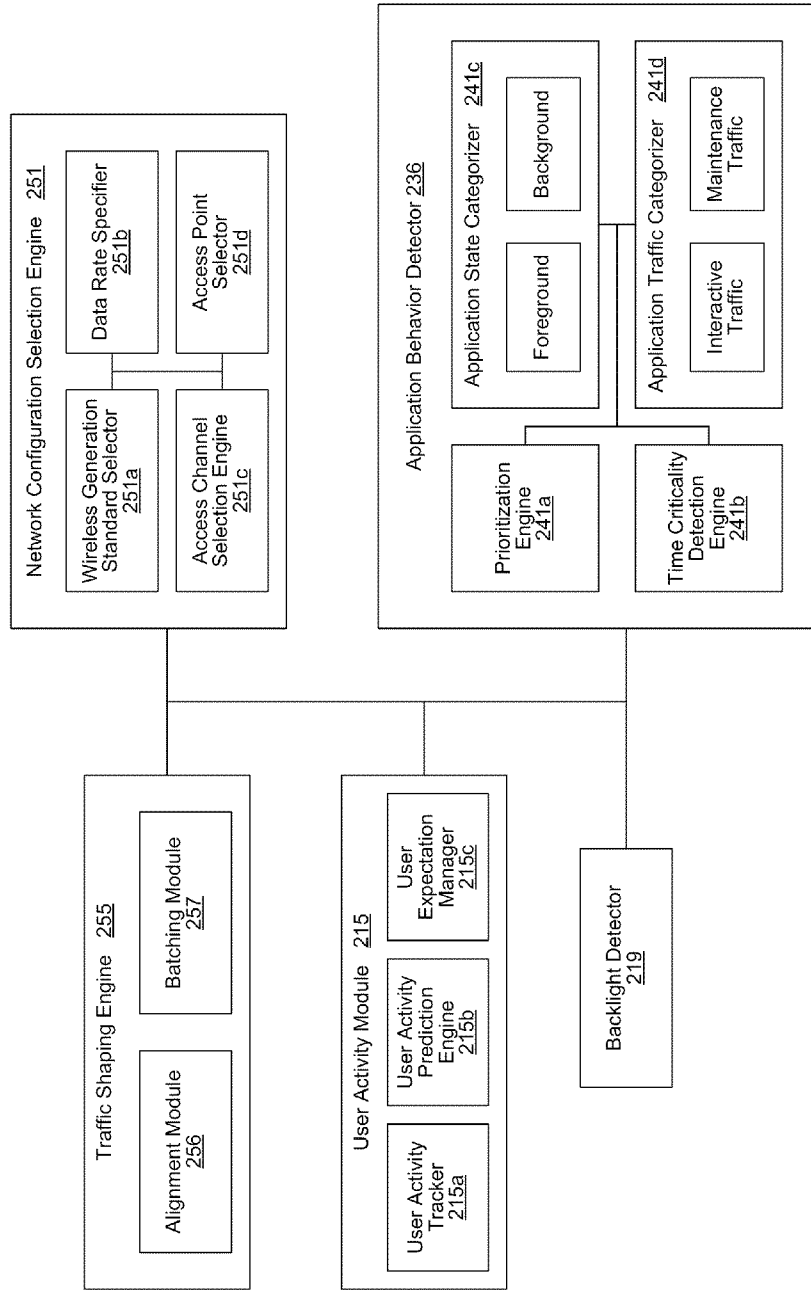 Traffic Shaping Engine 255
Alignment Module
256
Batching Module
257
User Activity Module 215
User Activity
Tracker
215a
User Activity
Prediction
Engine
215b
User
Expectation
Manager
215c
Backlight Detector
219
Network Configuration Selection Engine 251
Wireless Generation
Standard Selector
251a
Data Rate Specifier
251b
Access Channel
Selection Engine
251c
Access Point
Selector
251d
Application Behavior Detector 236
Prioritization
Engine
241a
Time Criticality
Detection
Engine
241b
Application State Categorizer 241c
Foreground
Background
Application Traffic Categorizer 241d
Interactive
Traffic
Maintenance
Traffic